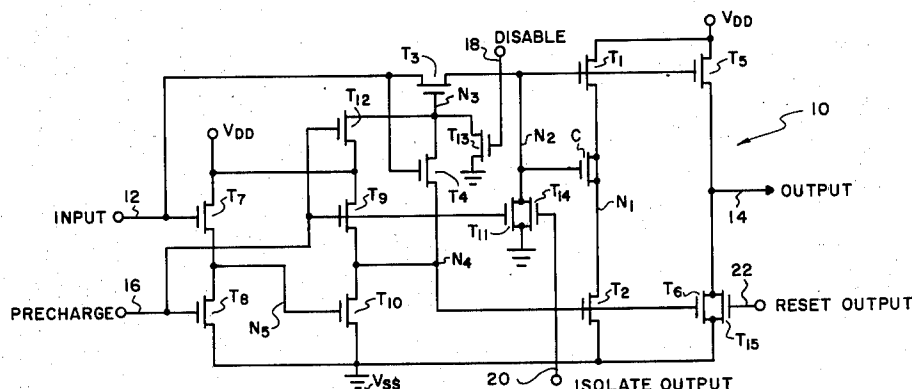 VDD
DISABLE
18
T3
T1
T5
10
T12
N3
VDD
T13
N2
C
12
T4
INPUT
T7
T9
T14
OUTPUT
14
T11
N1
16
N4
22
PRECHARGE
T8
T10
T2
T6
RESET OUTPUT
N5
T15
VSS
20
ISOLATE OUTPUT